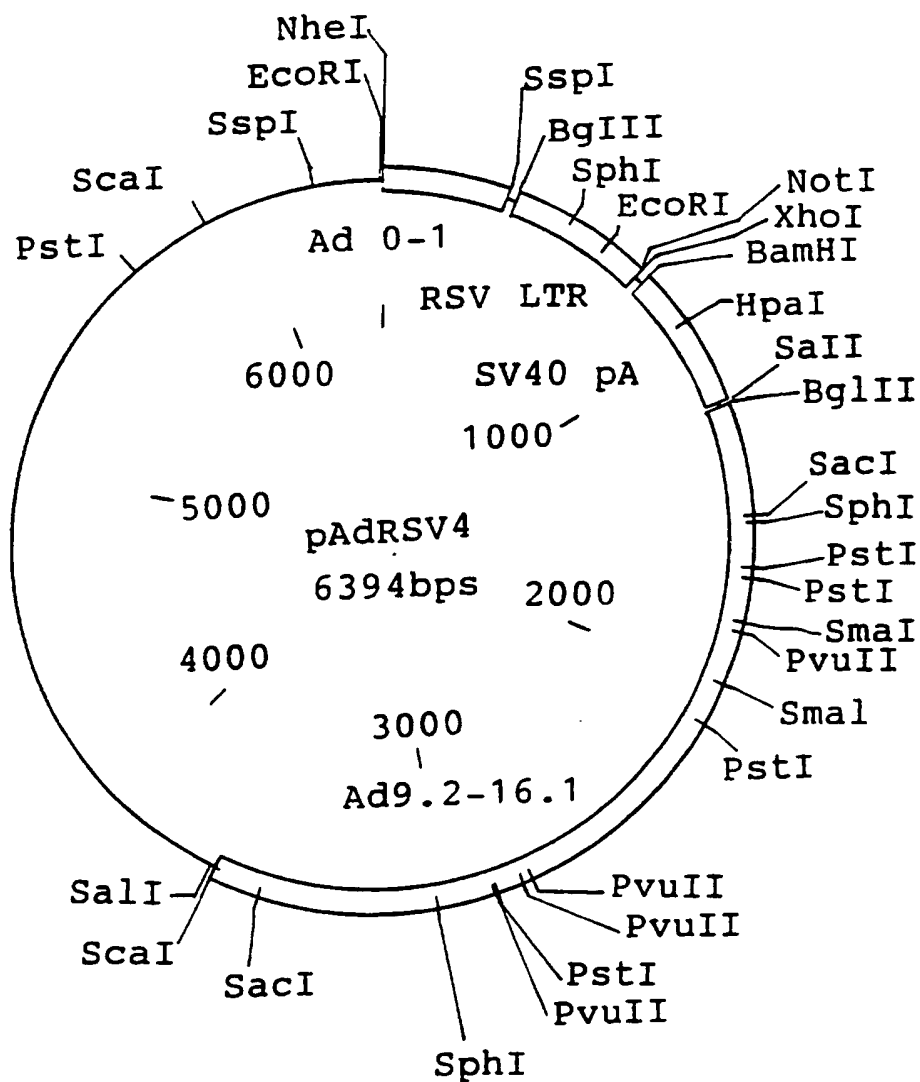 NheI
EcoRI
SspI
SspI
BglII
ScaI
SphI
NotI
EcoRI
XhoI
PstI
Ad 0-1
BamHI
RSV LTR
HpaI
6000
SV40 pA
SaII
BglII
1000
SacI
5000
SphI
pAdRSV4
PstI
6394bps
2000
PstI
SmaI
4000
PvuII
SmaI
3000
PstI
Ad9.2-16.1
SalI
PvuII
PvuII
ScaI
SacI
PstI
PvuII
SphI